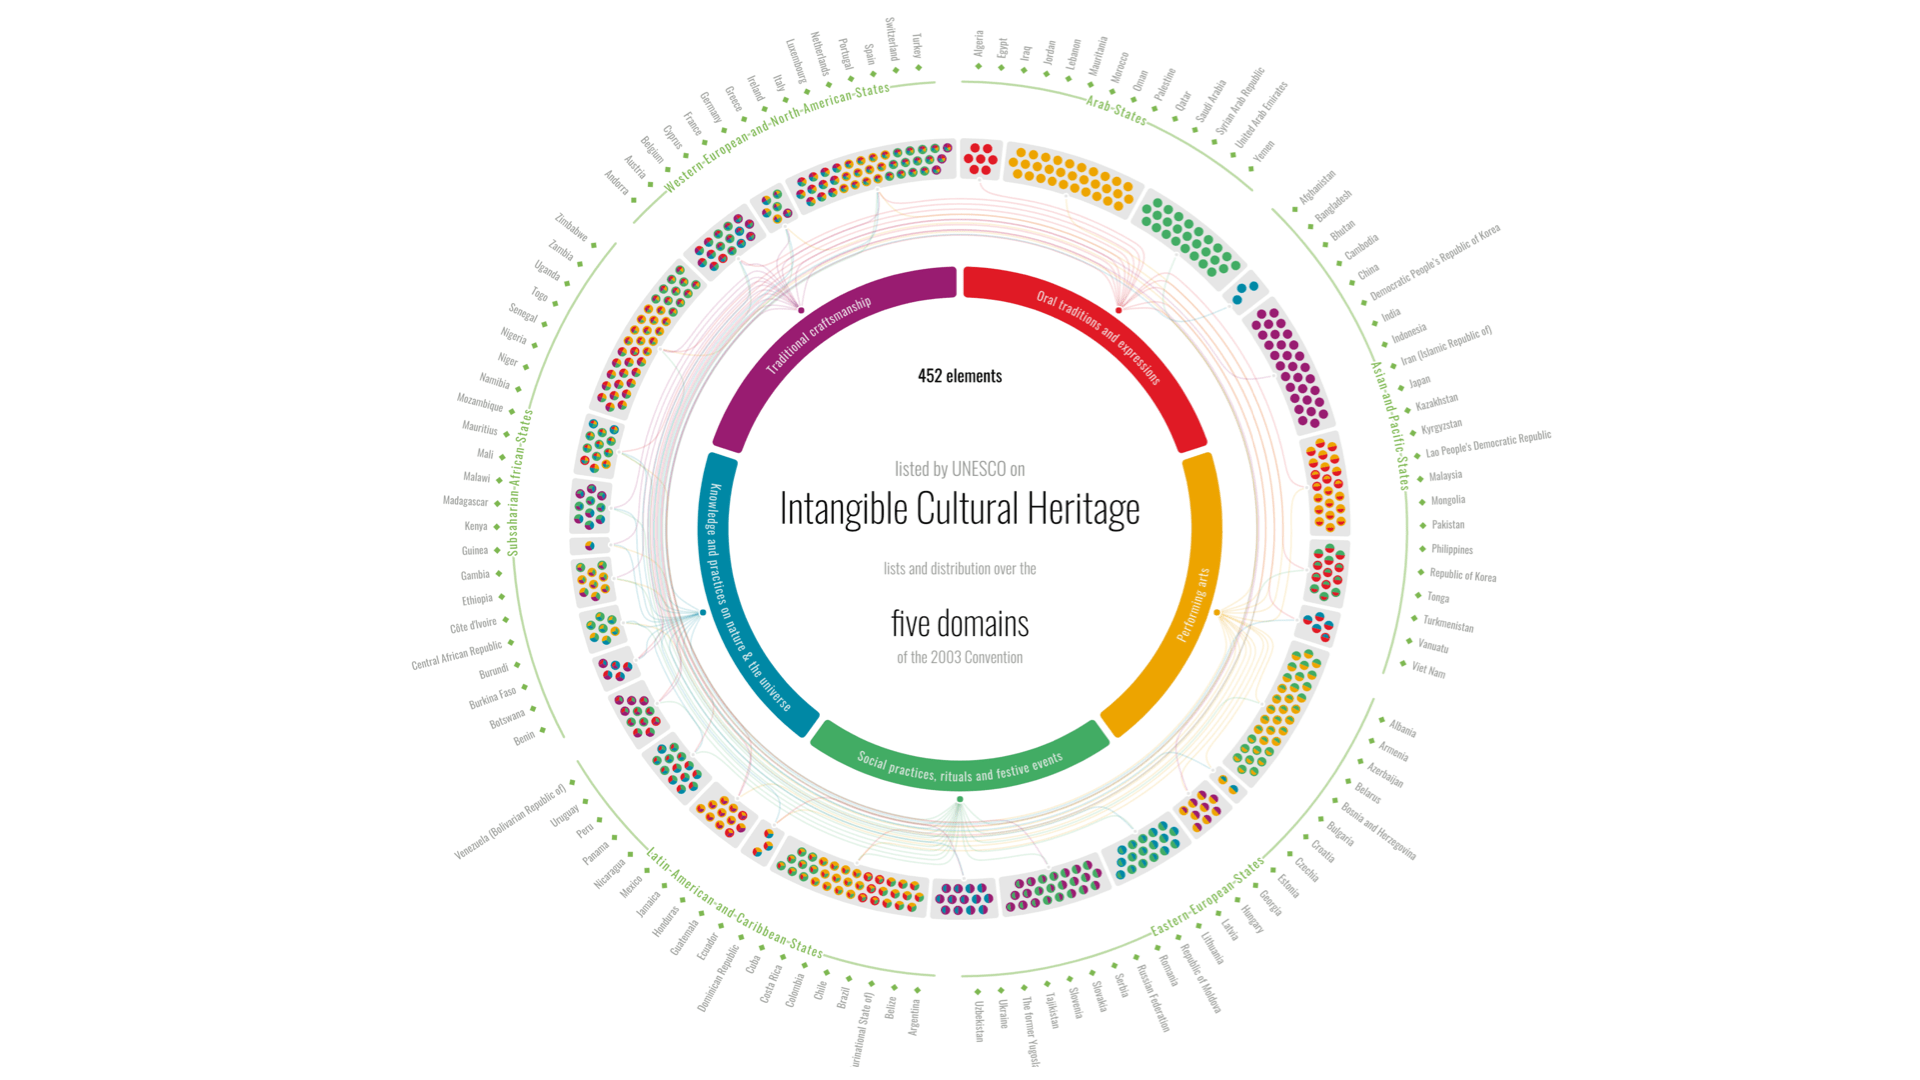 452 elements
listed by UNESCO on
Intangible Cultural Heritage
lists and distribution over the
five domains
of the 2003 Convention
Oral traditions and expressions
Performing arts
Social practices, rituals and festive events
Knowledge and practices on nature & the universe
Traditional craftsmanship
Arab-States
Algeria
Egypt
Iraq
Jordan
Lebanon
Mauritania
Morocco
Oman
Palestine
Qatar
Saudi Arabia
Syrian Arab Republic
United Arab Emirates
Yemen
Asian-and-Pacific-States
Afghanistan
Bangladesh
Bhutan
Cambodia
China
Democratic People's Republic of Korea
India
Indonesia
Iran (Islamic Republic of)
Japan
Kazakhstan
Kyrgyzstan
Lao People's Democratic Republic
Malaysia
Mongolia
Pakistan
Philippines
Republic of Korea
Tonga
Turkmenistan
Vanuatu
Viet Nam
Eastern-European-States
Albania
Armenia
Azerbaijan
Belarus
Bosnia and Herzegovina
Bulgaria
Croatia
Czechia
Estonia
Georgia
Hungary
Latvia
Lithuania
Republic of Moldova
Romania
Russian Federation
Serbia
Slovakia
Slovenia
Tajikistan
The former
Ukraine
Uzbekistan
Latin-American-and-Caribbean-States
Argentina
Belize
State of)
Brazil
Chile
Colombia
Costa Rica
Cuba
Dominican Republic
Ecuador
Guatemala
Honduras
Jamaica
Mexico
Nicaragua
Panama
Peru
Uruguay
Venezuela (Bolivarian Republic of)
Subsaharian-African-States
Benin
Botswana
Burkina Faso
Burundi
Central African Republic
Côte d'Ivoire
Ethiopia
Gambia
Guinea
Kenya
Madagascar
Malawi
Mali
Mauritius
Mozambique
Namibia
Niger
Nigeria
Senegal
Togo
Uganda
Zambia
Zimbabwe
Western-European-and-North-American-States
Andorra
Austria
Belgium
Cyprus
France
Germany
Greece
Ireland
Italy
Luxembourg
Netherlands
Portugal
Spain
Switzerland
Turkey